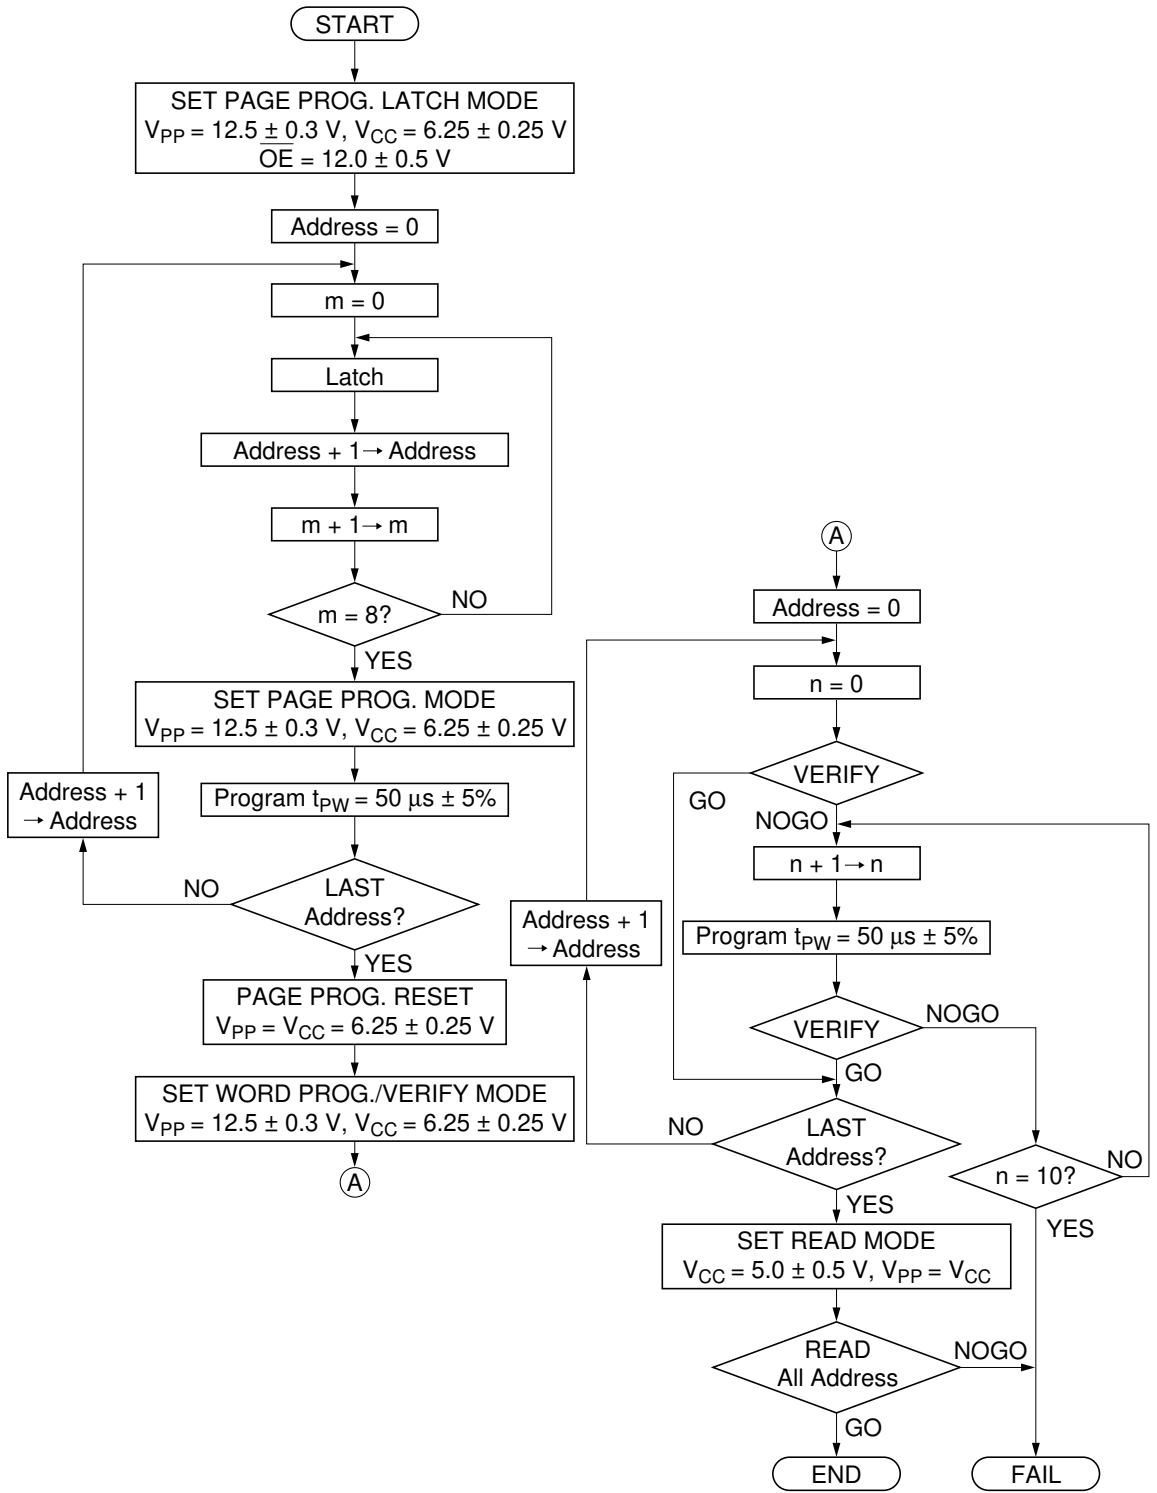 START
SET PAGE PROG. LATCH MODE
VPP = 12.5 ± 0.3 V, VCC = 6.25 ± 0.25 V
O̅E̅ = 12.0 ± 0.5 V
Address = 0
m = 0
Latch
Address + 1→ Address
m + 1→ m
m = 8?
NO
YES
SET PAGE PROG. MODE
VPP = 12.5 ± 0.3 V, VCC = 6.25 ± 0.25 V
Address + 1
→ Address
Program tPW = 50 μs ± 5%
NO
LAST
Address?
YES
PAGE PROG. RESET
VPP = VCC = 6.25 ± 0.25 V
SET WORD PROG./VERIFY MODE
VPP = 12.5 ± 0.3 V, VCC = 6.25 ± 0.25 V
A
A
Address = 0
n = 0
VERIFY
GO
NOGO
n + 1→ n
Address + 1
→ Address
Program tPW = 50 μs ± 5%
VERIFY
NOGO
GO
NO
LAST
Address?
n = 10?
NO
YES
YES
SET READ MODE
VCC = 5.0 ± 0.5 V, VPP = VCC
READ
All Address
NOGO
GO
END
FAIL